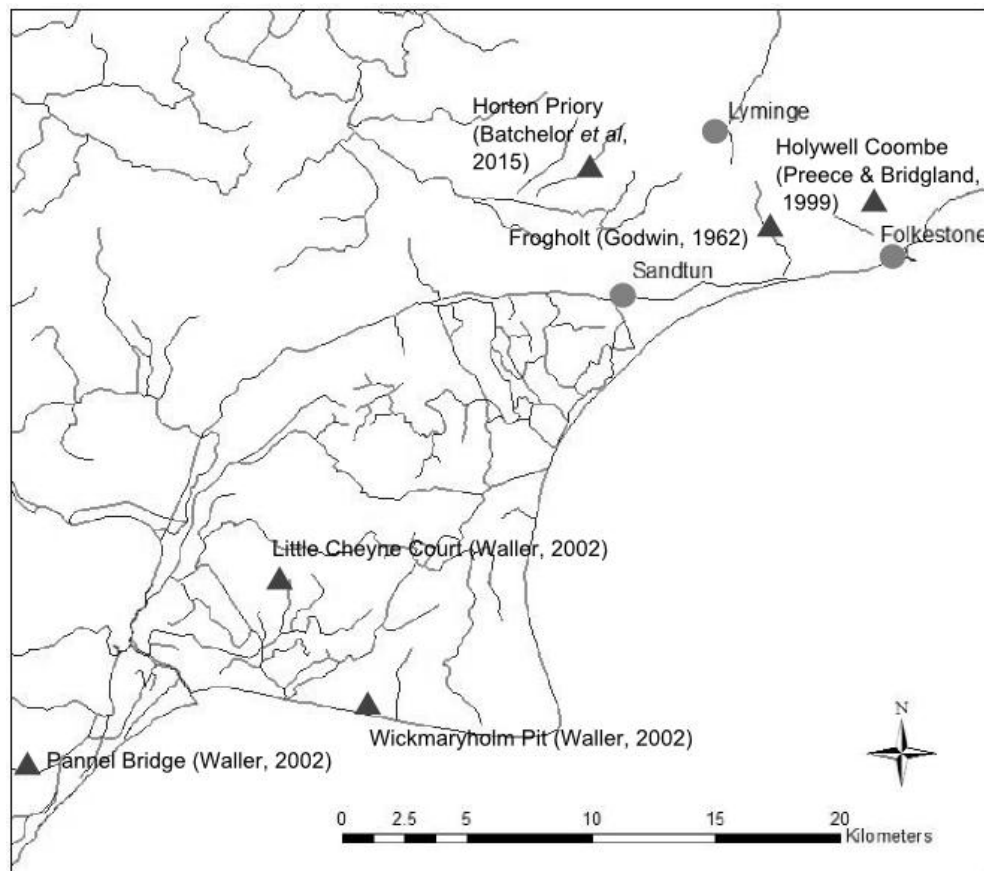 Horton Priory
(Batchelor et al,
2015)
Lyminge
Holywell Coombe
(Preece & Bridgland,
1999)
Frogholt (Godwin, 1962)
Folkestone
Sandtun
Little Cheyne Court (Waller, 2002)
Wickmaryholm Pit (Waller, 2002)
Pannel Bridge (Waller, 2002)
N
0 2.5 5 10 15 20
Kilometers